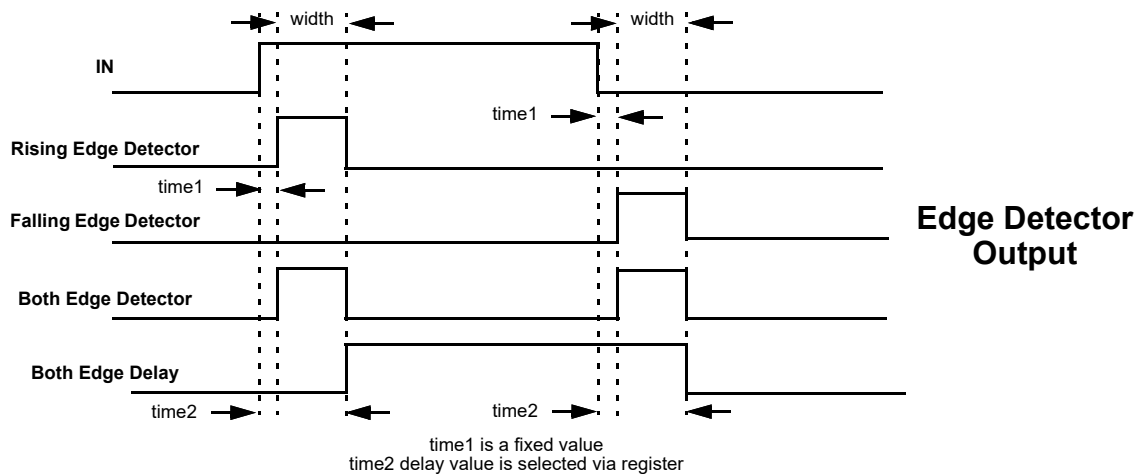 width
width
IN
time1
Rising Edge Detector
time1
Falling Edge Detector
Edge Detector
Output
Both Edge Detector
Both Edge Delay
time2
time2
time1 is a fixed value
time2 delay value is selected via register